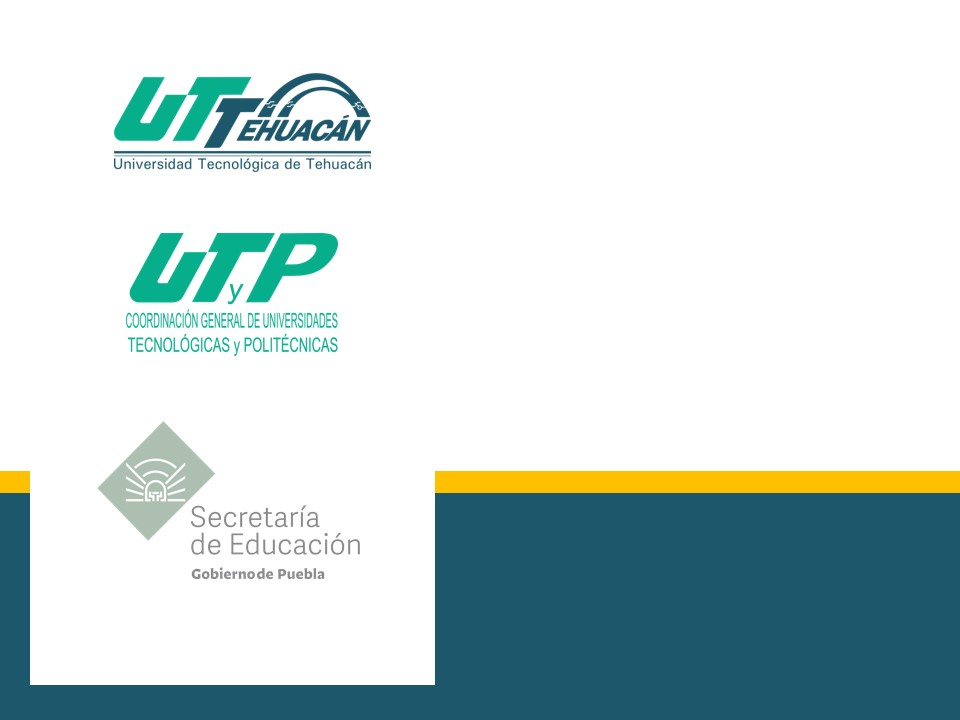 UT TEHUACÁN
Universidad Tecnológica de Tehuacán
UTyP
COORDINACIÓN GENERAL DE UNIVERSIDADES
TECNOLÓGICAS y POLITÉCNICAS
Secretaría
de Educación
Gobierno de Puebla